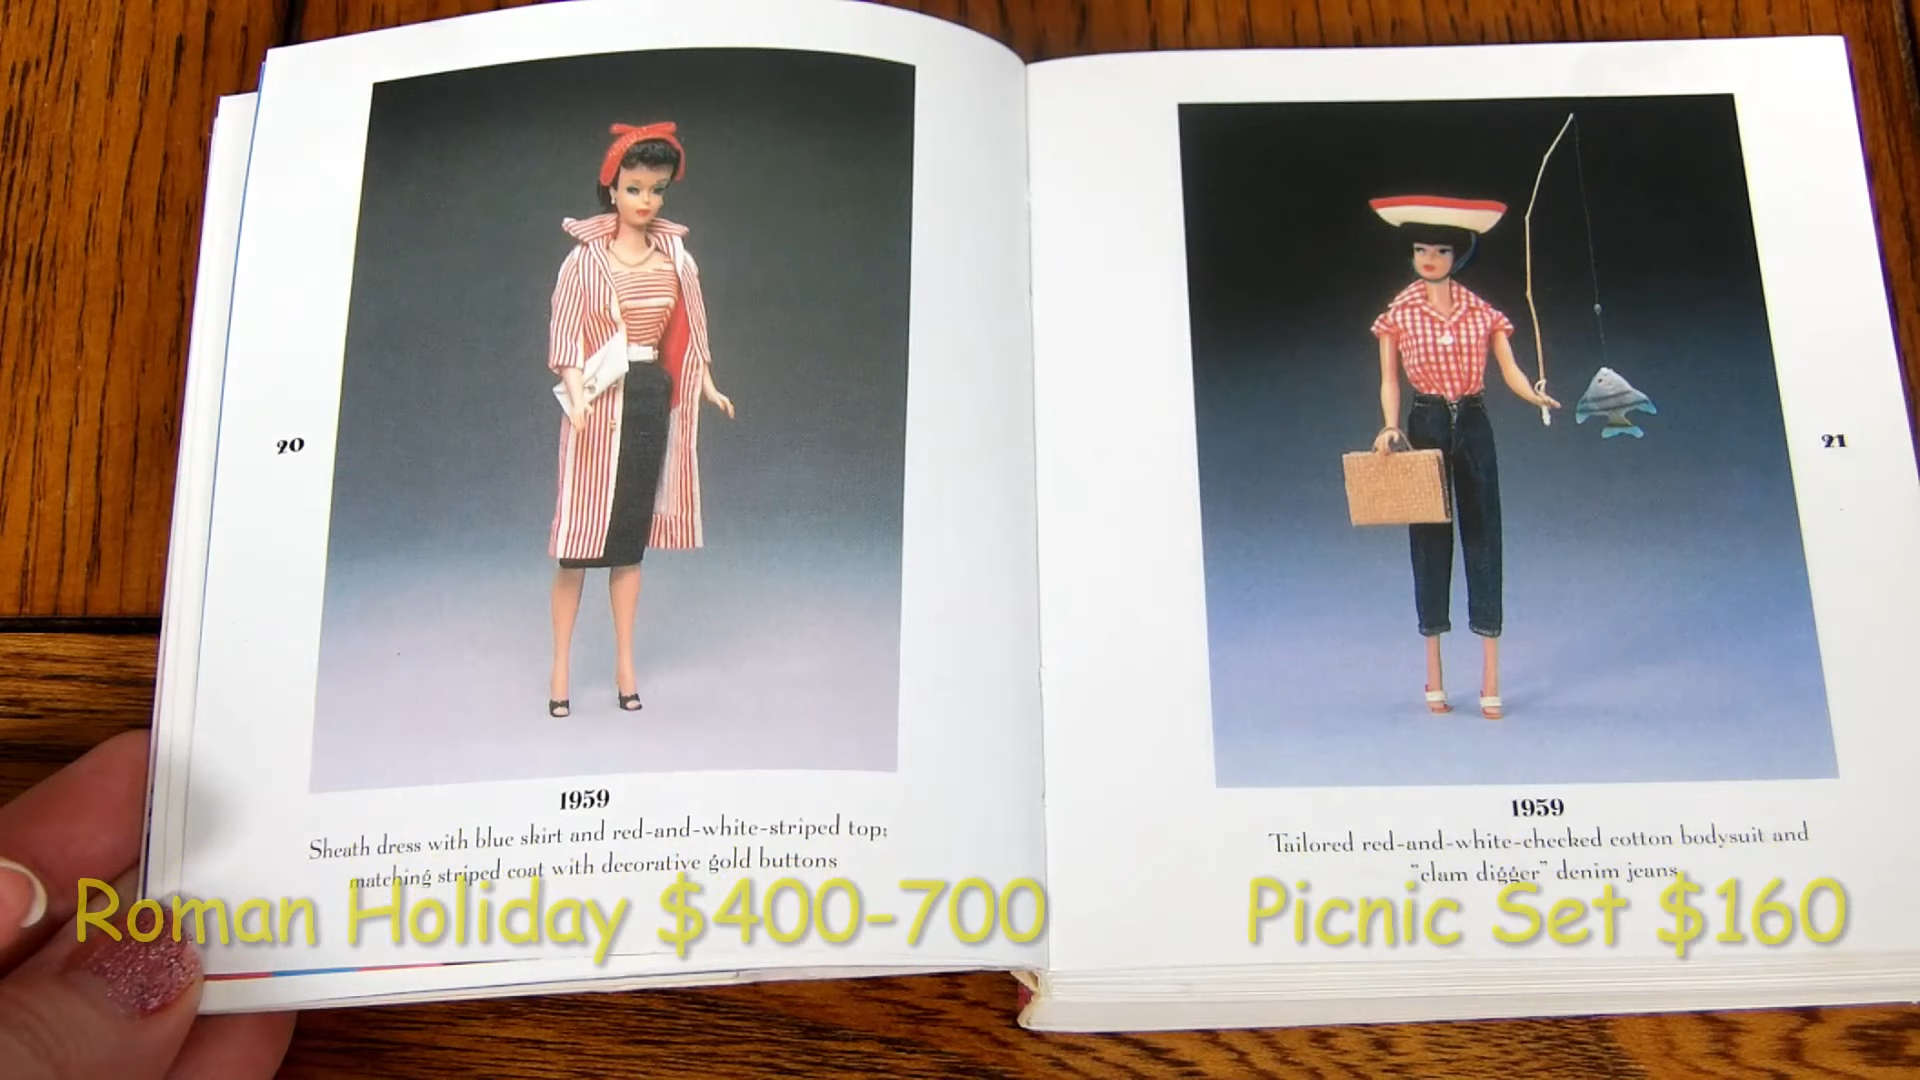 20
1959
Sheath dress with blue skirt and red-and-white-striped top;
matching striped coat with decorative gold buttons
Roman Holiday $400-700
21
1959
Tailored red-and-white-checked cotton bodysuit and
"clam digger" denim jeans
Picnic Set $160